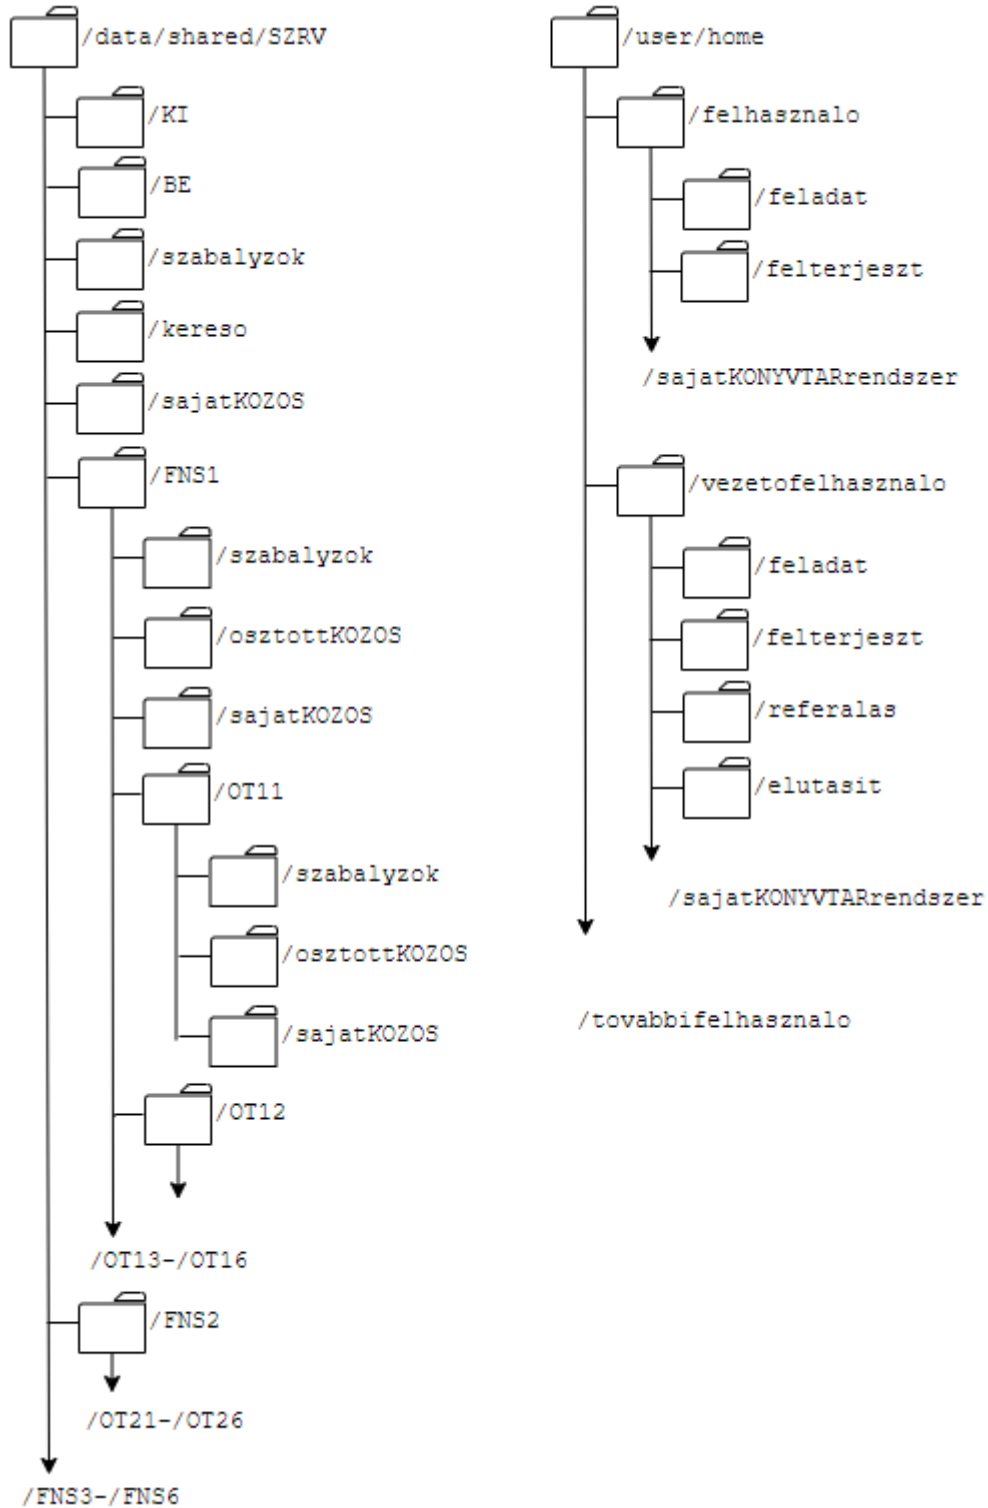 /data/shared/SZRV
/KI
/BE
/szabalyzok
/kereso
/sajatKOZOS
/FNS1
/szabalyzok
/osztottKOZOS
/sajatKOZOS
/OT11
/szabalyzok
/osztottKOZOS
/sajatKOZOS
/OT12
/OT13-/OT16
/FNS2
/OT21-/OT26
/FNS3-/FNS6
/user/home
/felhasznalo
/feladat
/felterjeszt
/sajatKONYVTARrendszer
/vezetofelhasznalo
/feladat
/felterjeszt
/referalas
/elutasit
/sajatKONYVTARrendszer
/tovabbifelhasznalo